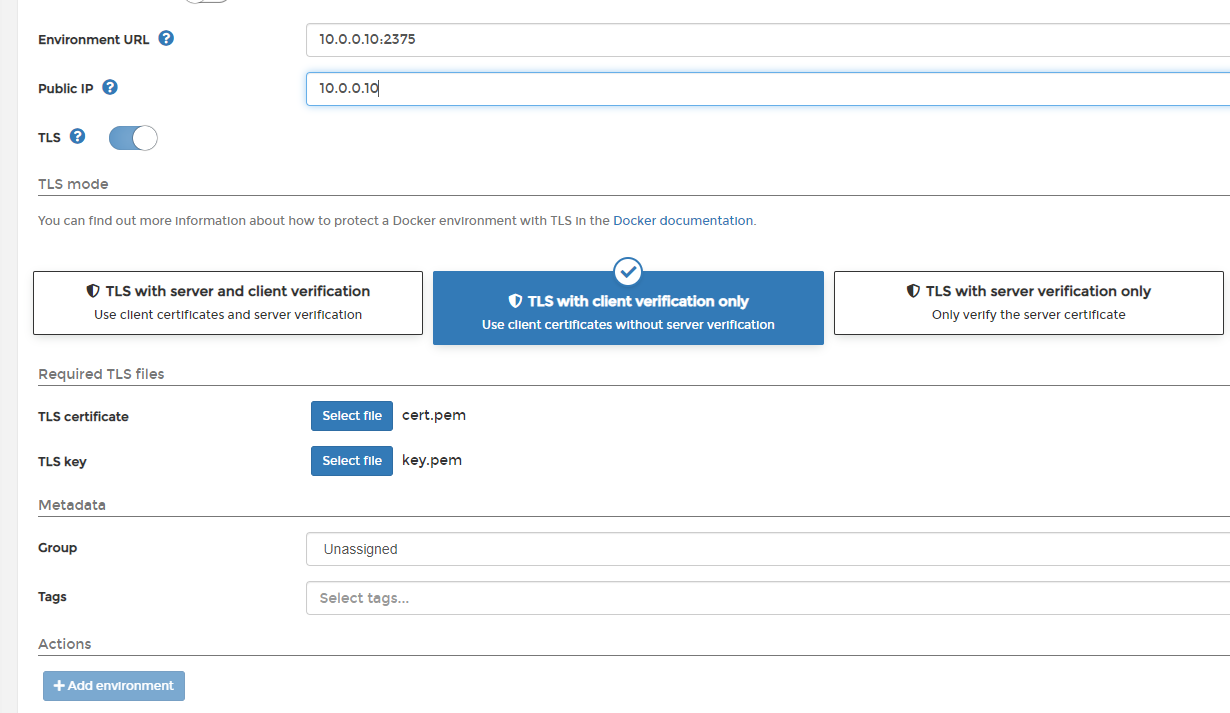 Environment URL ?
10.0.0.10:2375
Public IP ?
10.0.0.10
TLS ?
TLS mode
You can find out more information about how to protect a Docker environment with TLS in the Docker documentation.
TLS with server and client verification
Use client certificates and server verification
TLS with client verification only
Use client certificates without server verification
TLS with server verification only
Only verify the server certificate
Required TLS files
TLS certificate
Select file cert.pem
TLS key
Select file key.pem
Metadata
Group
Unassigned
Tags
Select tags...
Actions
+ Add environment